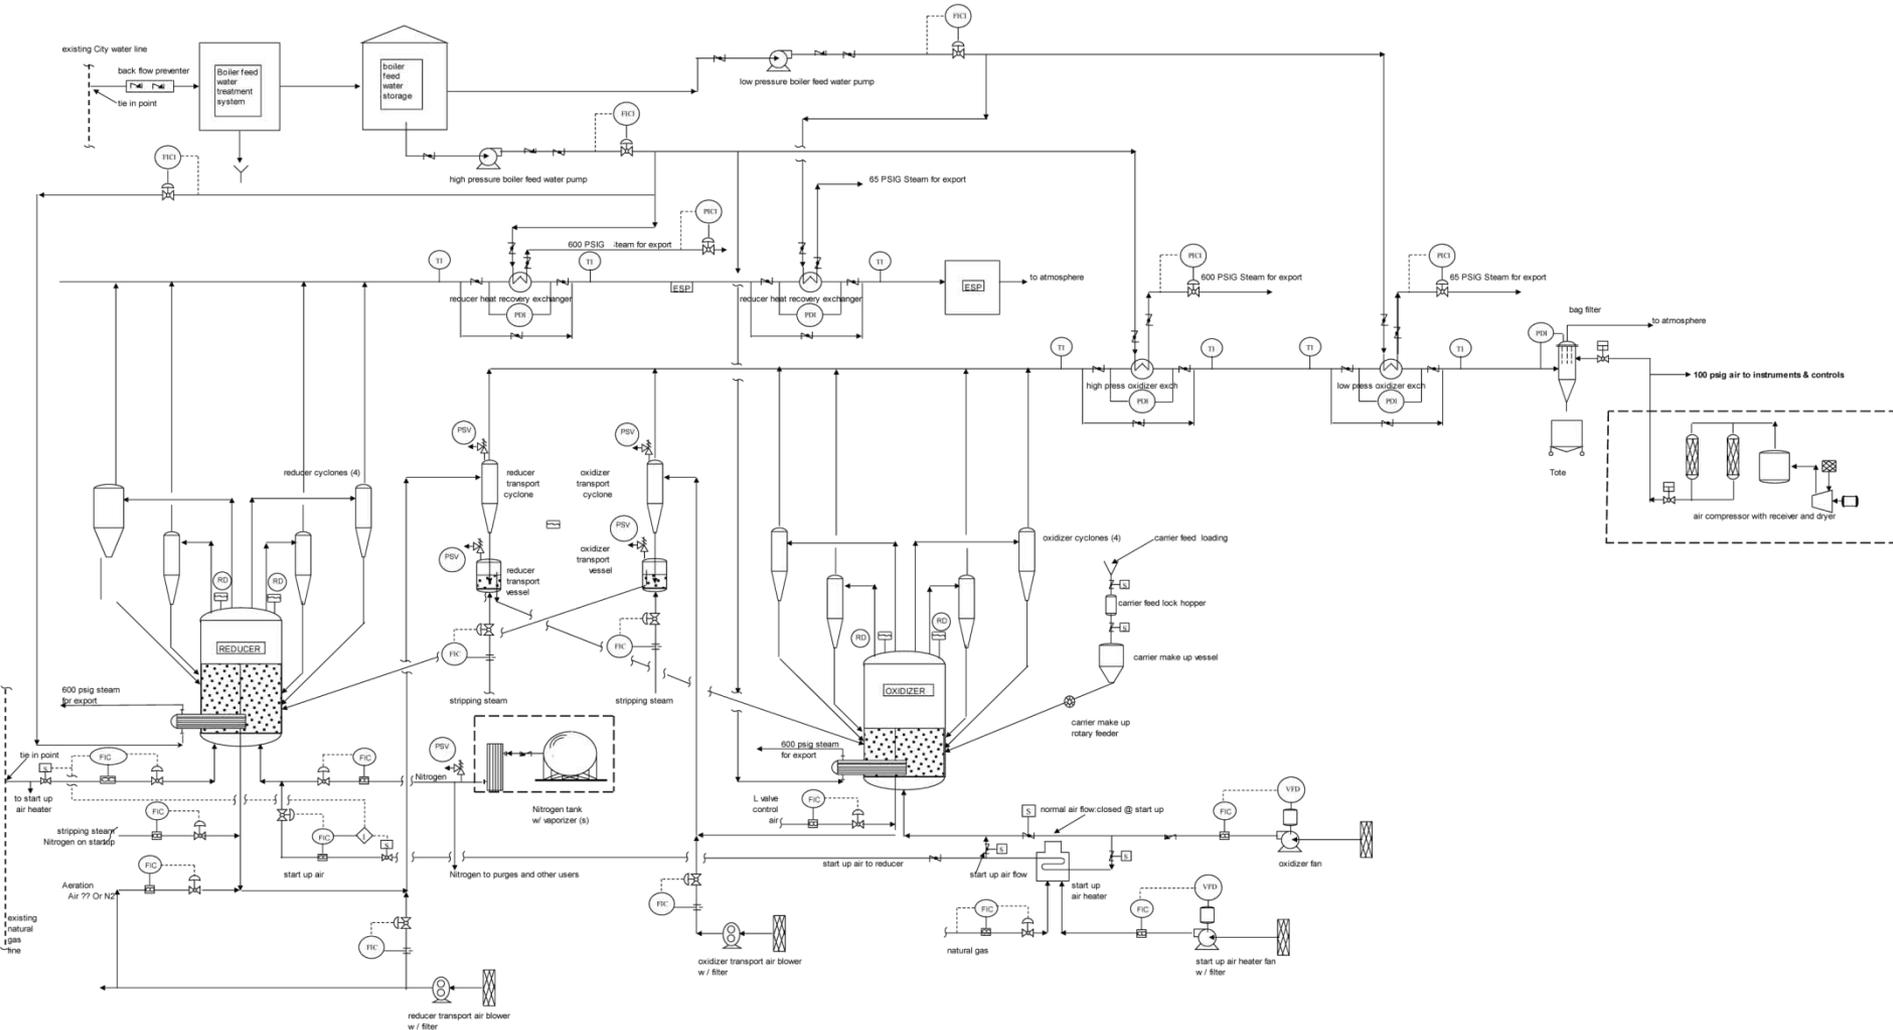 FICI
existing City water line
back flow preventer
tie in point
Boiler feed
water
treatment
system
boiler
feed
water
storage
low pressure boiler feed water pump
FICI
high pressure boiler feed water pump
FICI
65 PSIG Steam for export
PICI
600 PSIG
team for export
TI
TI
TI
reducer heat recovery exchanger
PDI
ESP
reducer heat recovery exchanger
PDI
ESP
to atmosphere
PICI
600 PSIG Steam for export
PICI
65 PSIG Steam for export
TI
TI
TI
TI
high press oxidizer exch
PDI
low press oxidizer exch
PDI
bag filter
PDI
to atmosphere
100 psig air to instruments & controls
Tote
air compressor with receiver and dryer
reducer cyclones (4)
PSV
reducer
transport
cyclone
PSV
oxidizer
transport
cyclone
PSV
reducer
transport
vessel
PSV
oxidizer
transport
vessel
RD
RD
REDUCER
FIC
FIC
stripping steam
stripping steam
oxidizer cyclones (4)
RD
RD
OXIDIZER
carrier feed  loading
S
carrier feed lock hopper
S
carrier make up vessel
carrier make up
rotary feeder
600 psig steam
for export
600 psig steam
for export
tie in point
S
FIC
to start up
air heater
FIC
PSV
Nitrogen
Nitrogen tank
w/ vaporizer (s)
FIC
stripping steam
Nitrogen on startup
FIC
I
S
start up air
Nitrogen to purges and other users
FIC
Aeration
Air ?? Or N2
existing
natural
gas
line
FIC
reducer transport air blower
w / filter
FIC
oxidizer transport air blower
w / filter
L valve
control
air
FIC
S
normal air flow:closed @ start up
FIC
VFD
oxidizer fan
start up air to reducer
S
start up air flow
S
start up
air heater
FIC
natural gas
FIC
VFD
start up air heater fan
w / filter